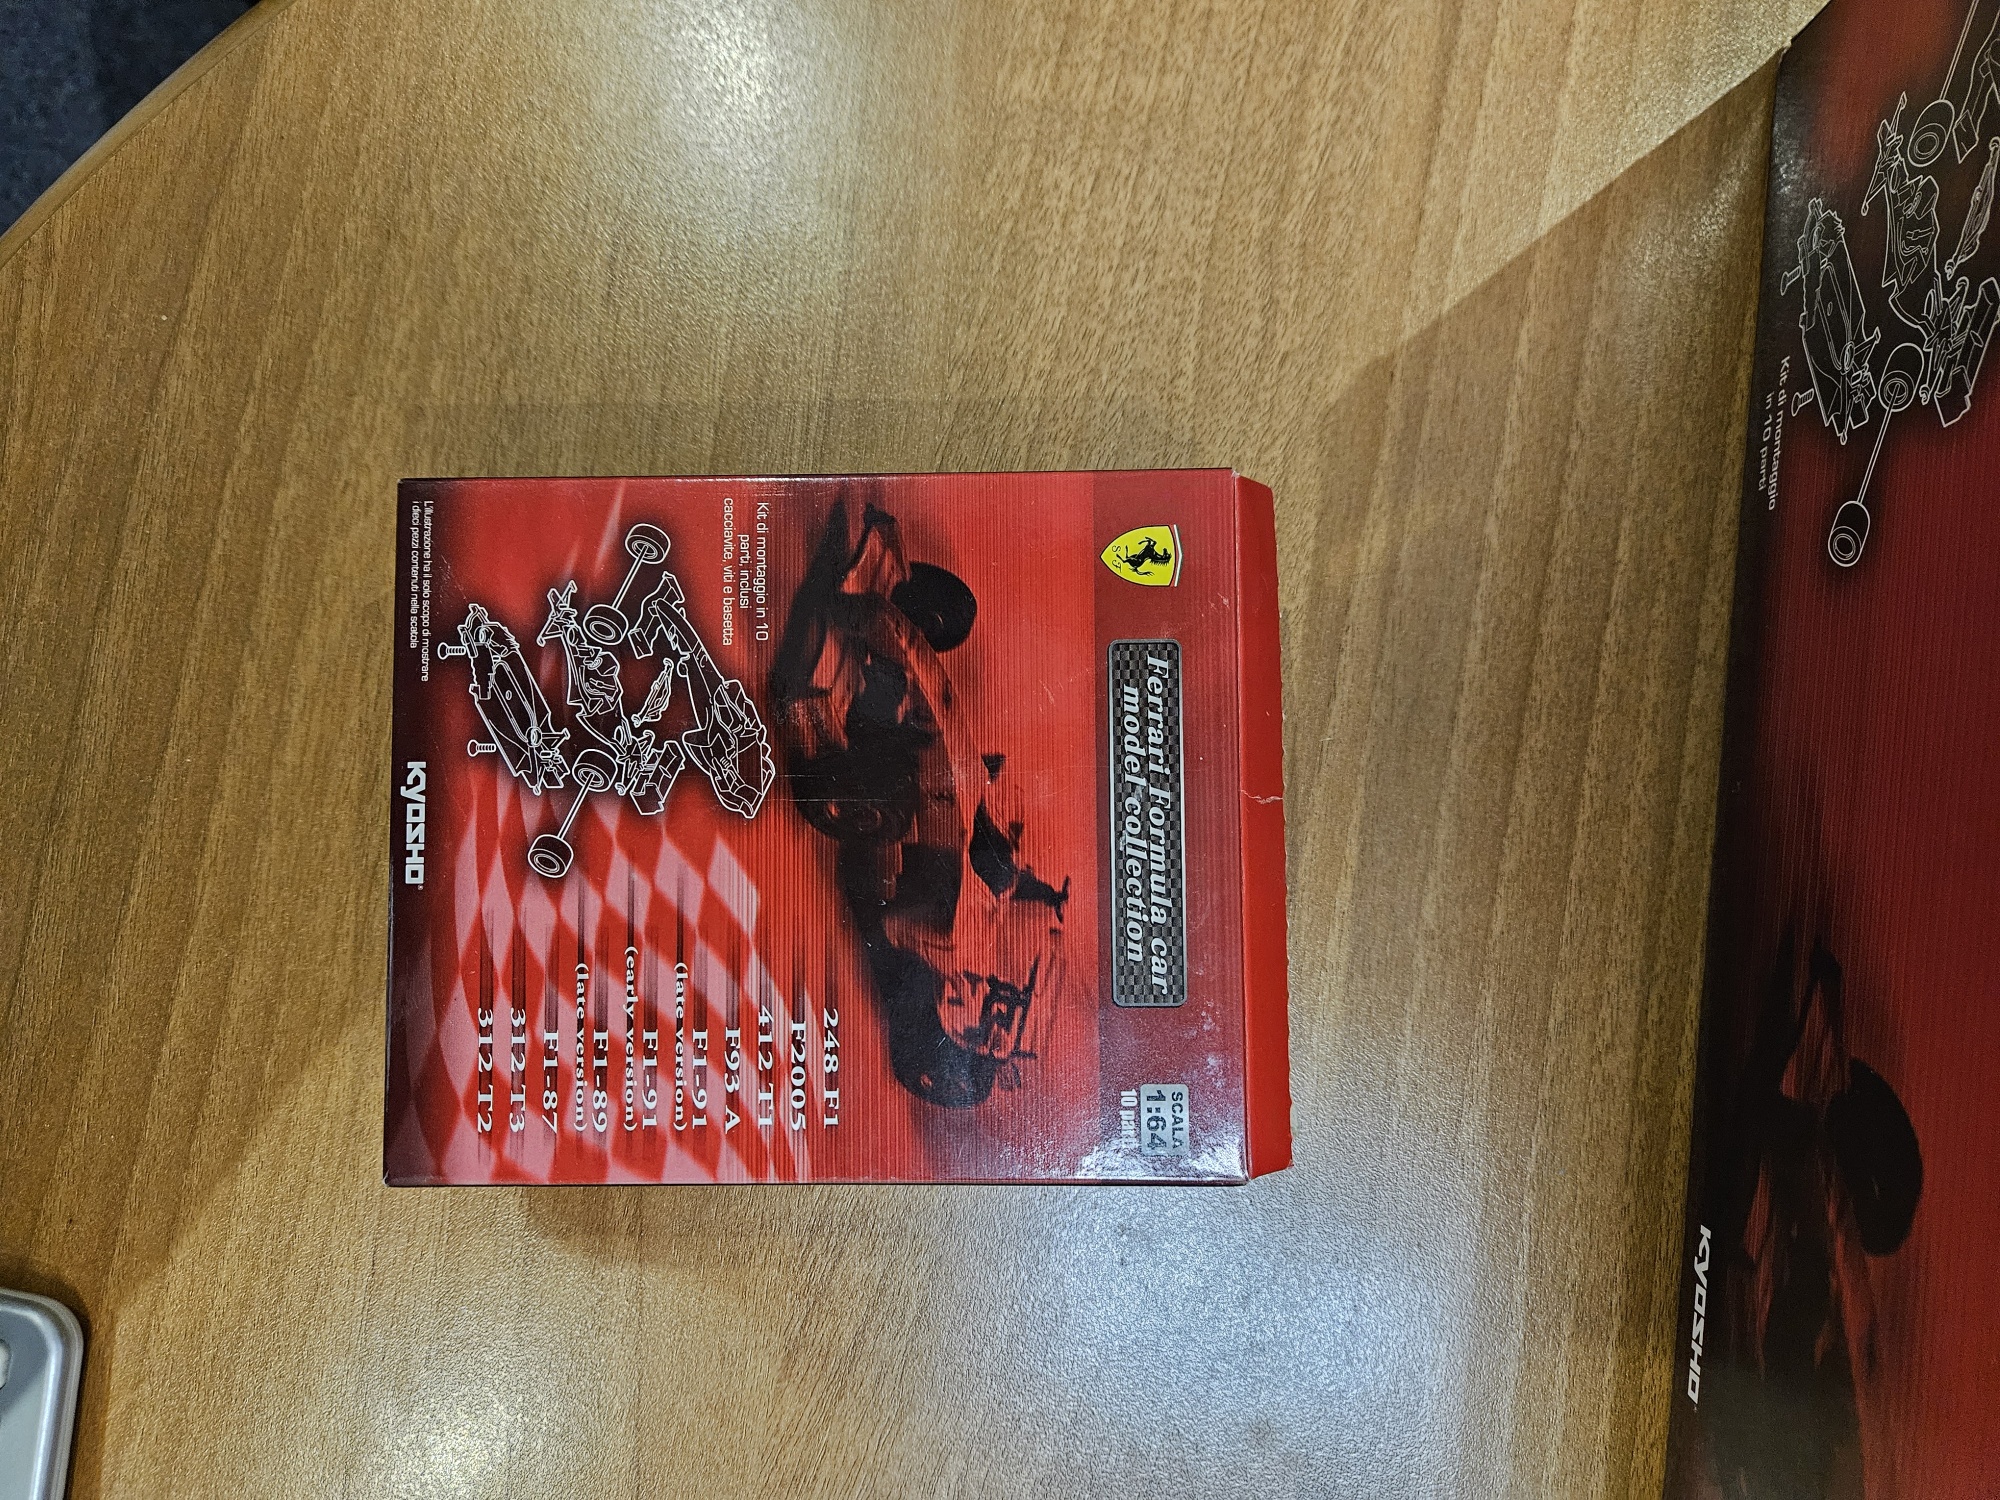 S F
Ferrari Formula car
model collection
SCALA
1:64
10
Kit di montaggio in 10
parti, inclusi
cacciavite, viti e basetta
248 F1
F2005
412 T1
F93 A
F1-91
(late version)
F1-91
(early version)
F1-89
(late version)
F1-87
312 T3
312 T2
L'illustrazione ha il solo scopo di mostrare
i dieci pezzi contenuti nella scatola
KYOSHO
Kit di montaggio
in 10 parti
KYOSHO